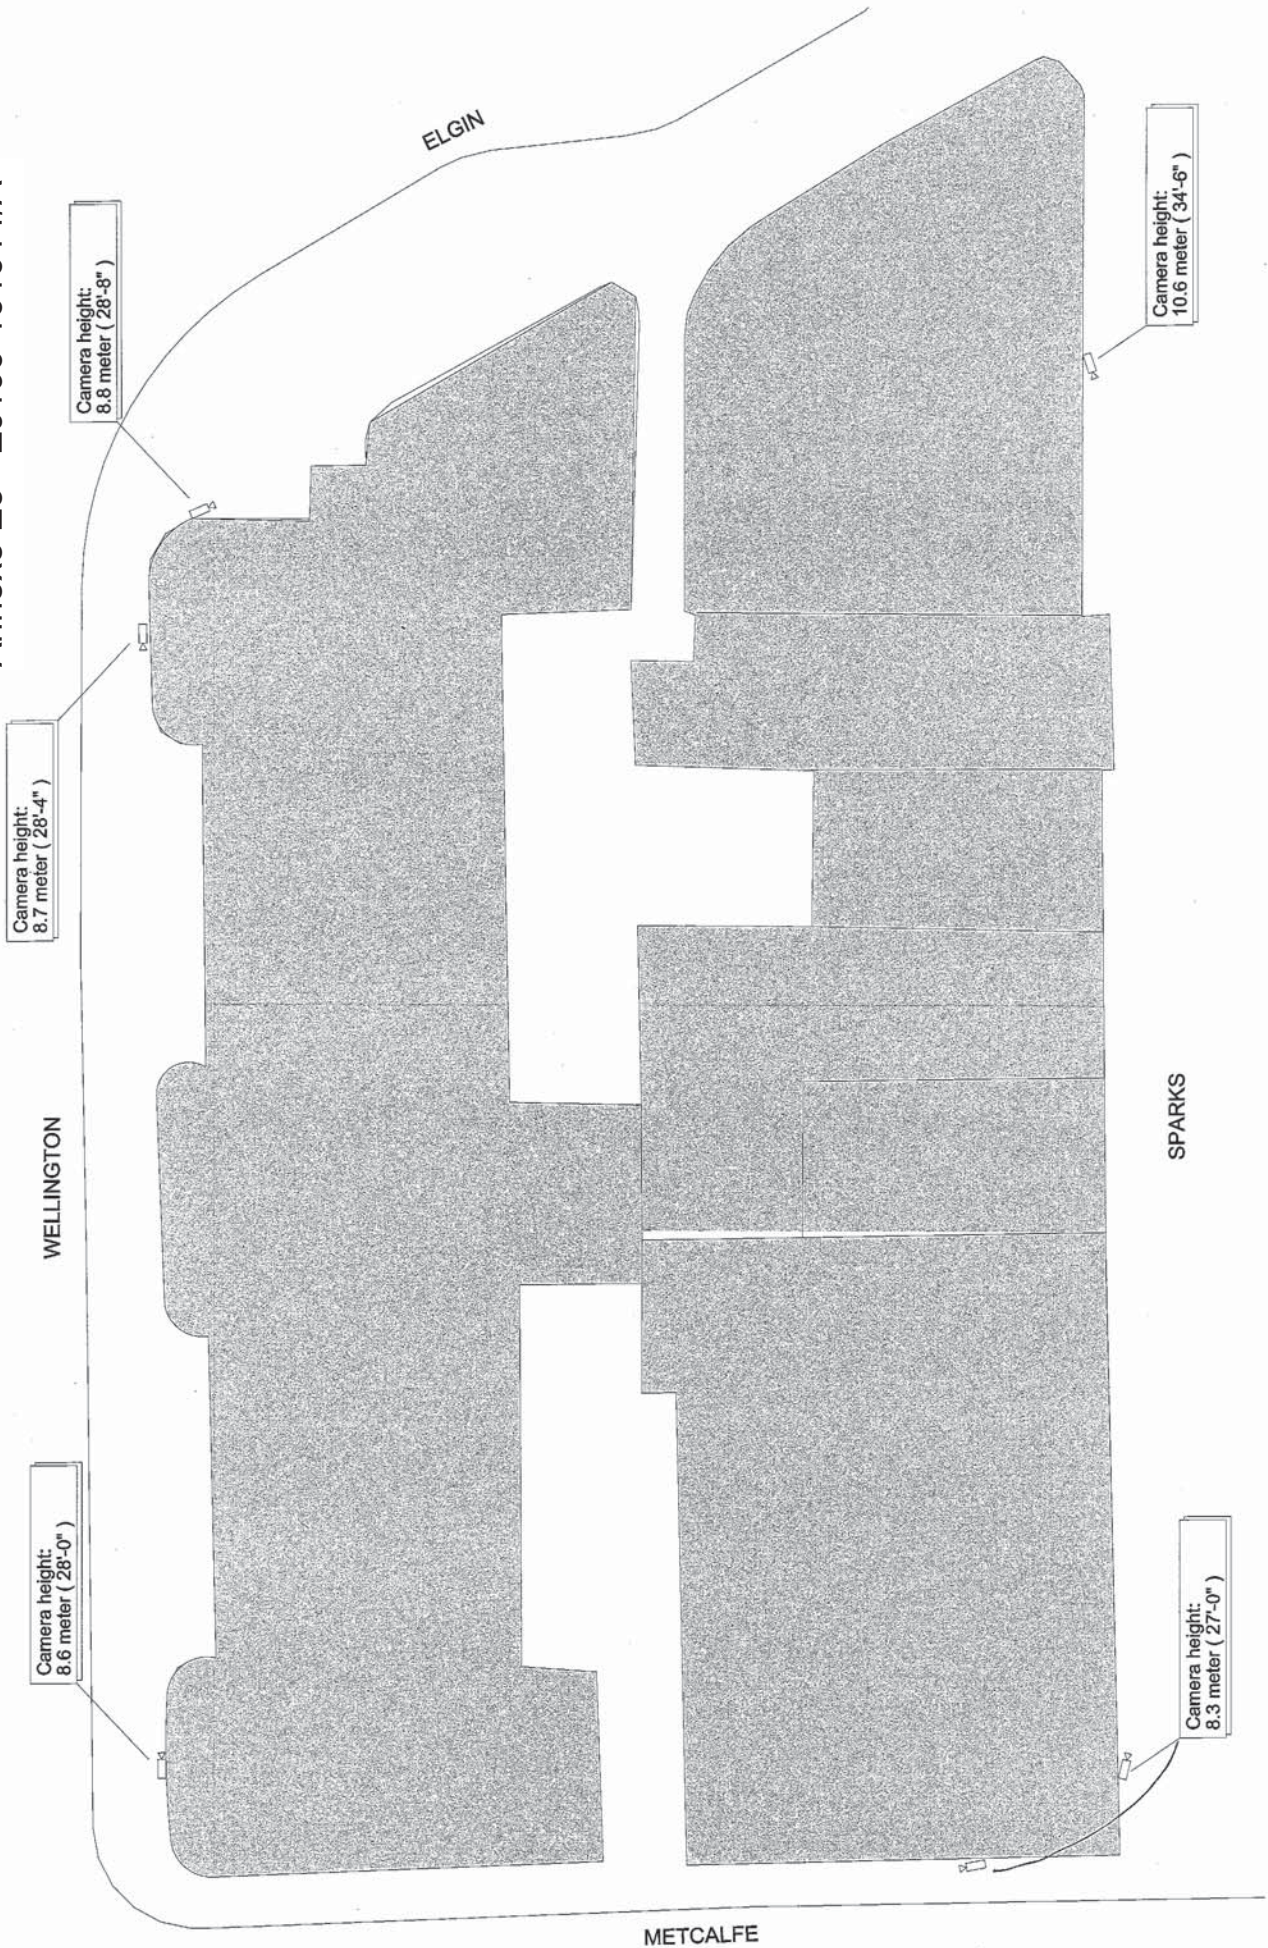 ELGIN
Camera height:
8.8 meter ( 28'-8" )
Camera height:
8.7 meter ( 28'-4" )
WELLINGTON
Camera height:
8.6 meter ( 28'-0" )
Camera height:
10.6 meter ( 34'-6" )
SPARKS
Camera height:
8.3 meter ( 27'-0" )
METCALFE